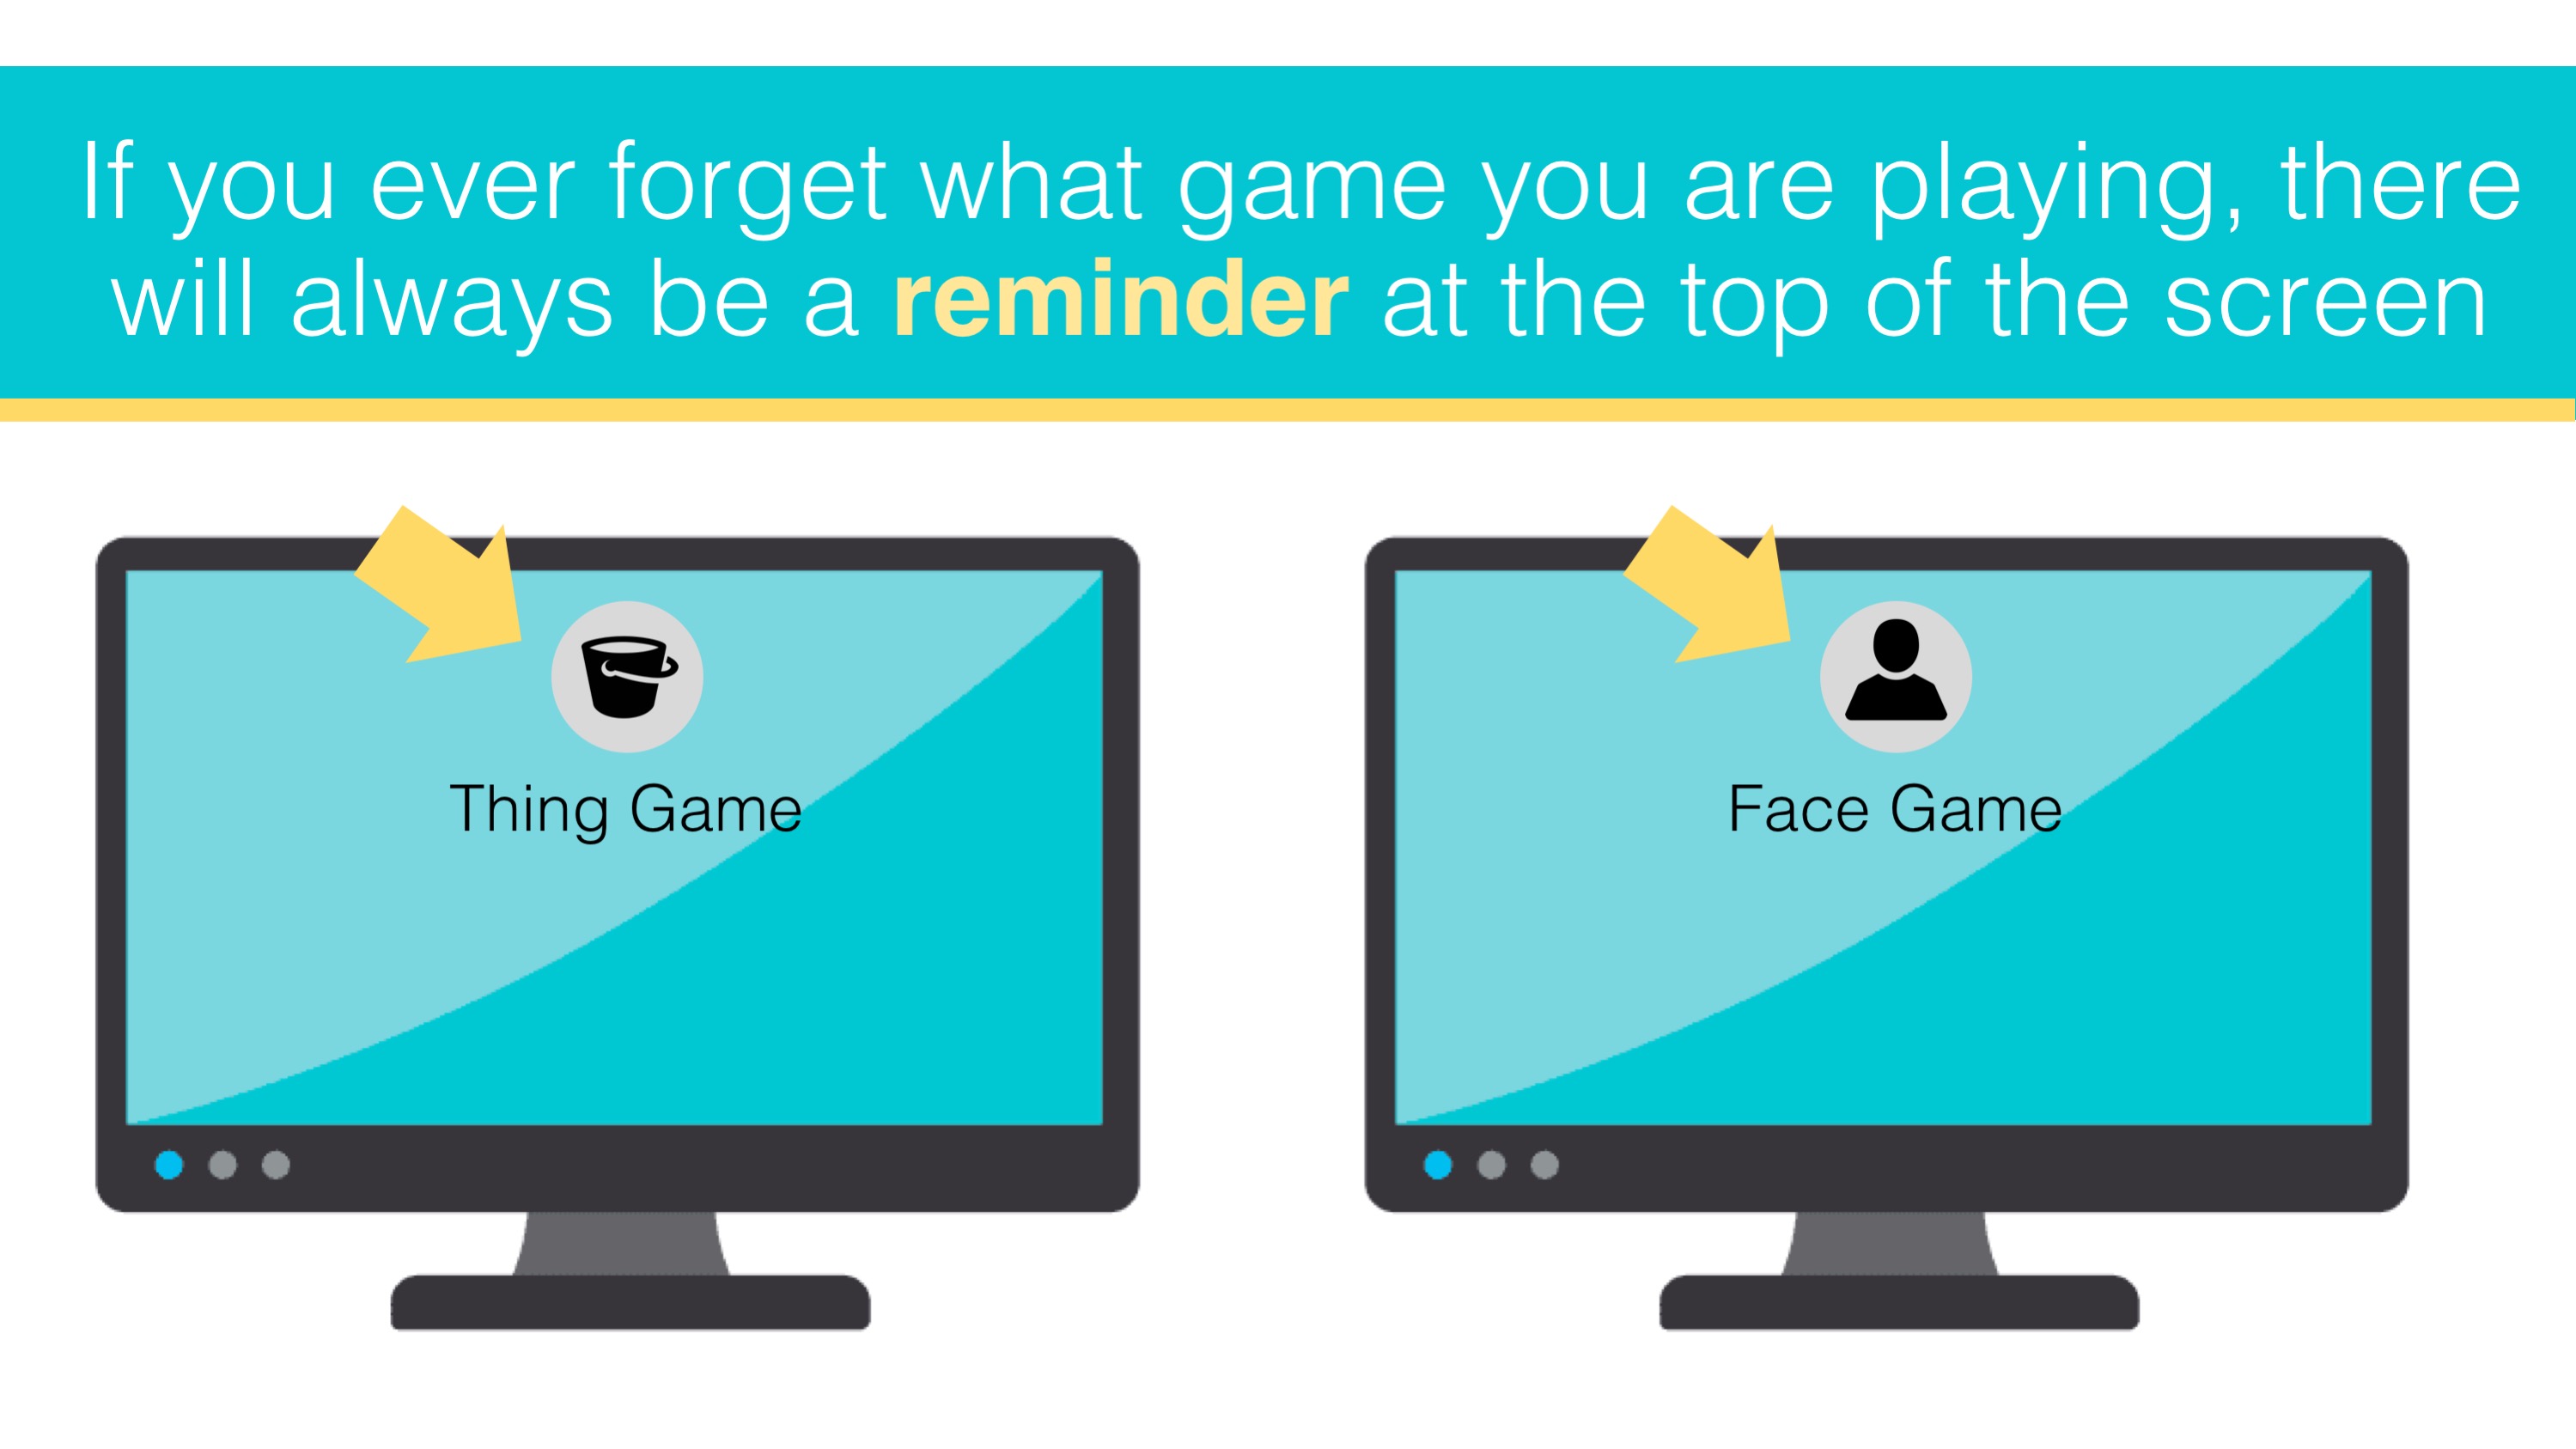 If you ever forget what game you are playing, there
will always be a reminder at the top of the screen
Thing Game
Face Game